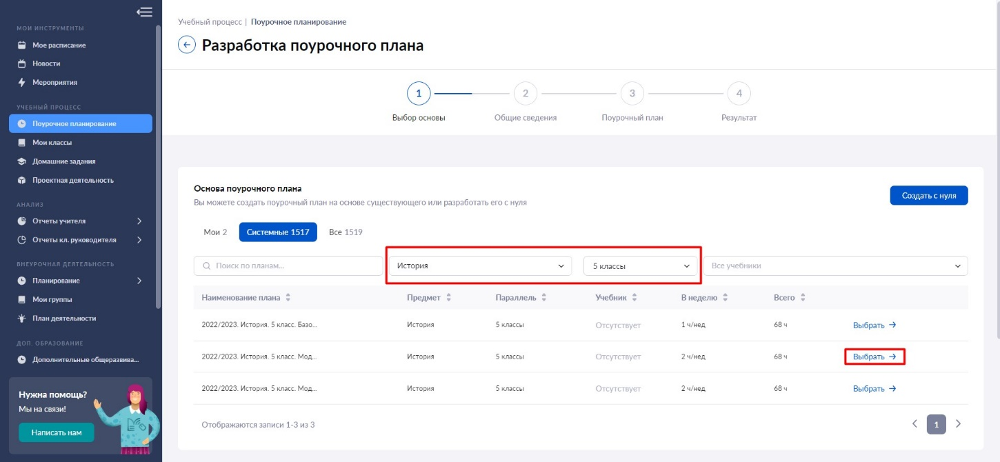 МОИ ИНСТРУМЕНТЫ
Мое расписание
Новости
Мероприятия
УЧЕБНЫЙ ПРОЦЕСС
Поурочное планирование
Мои классы
Домашние задания
Проектная деятельность
АНАЛИЗ
Отчеты учителя
Отчеты кл. руководителя
ВНЕУРОЧНАЯ ДЕЯТЕЛЬНОСТЬ
Планирование
Мои группы
План деятельности
ДОП. ОБРАЗОВАНИЕ
Дополнительные общеразвива...
Нужна помощь?
Мы на связи!
Написать нам
Учебный процесс | Поурочное планирование
Разработка поурочного плана
1 2 3 4
Выбор основы Общие сведения Поурочный план Результат
Основа поурочного плана
Вы можете создать поурочный план на основе существующего или разработать его с нуля
Создать с нуля
Мои 2 Системные 1517 Все 1519
Поиск по планам... История 5 классы Все учебники
Наименование плана Предмет Параллель Учебник В неделю Всего
2022/2023. История. 5 класс. Базо... История 5 классы Отсутствует 1 ч/нед 68 ч Выбрать →
2022/2023. История. 5 класс. Мод... История 5 классы Отсутствует 2 ч/нед 68 ч Выбрать →
2022/2023. История. 5 класс. Мод... История 5 классы Отсутствует 2 ч/нед 68 ч Выбрать →
Отображаются записи 1-3 из 3 1